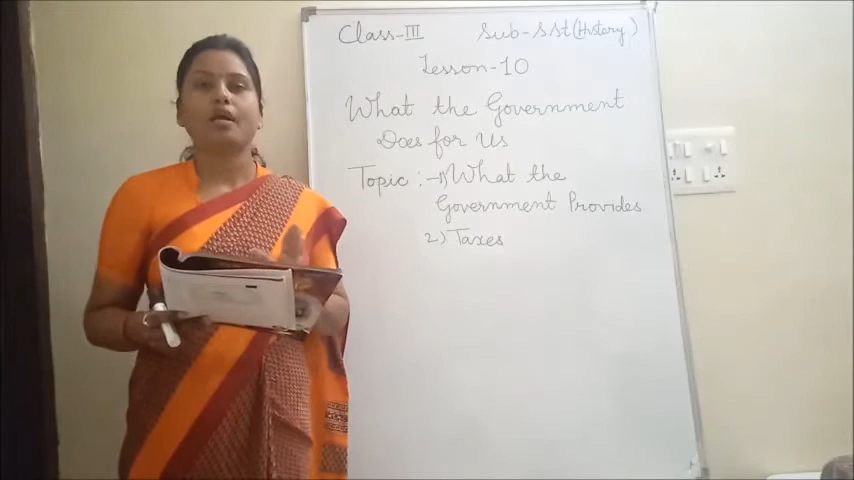 Class-III Sub-SSt(History)
Lesson-10
What the Government
Does for Us
Topic :- 1) What the
Government Provides
2) Taxes